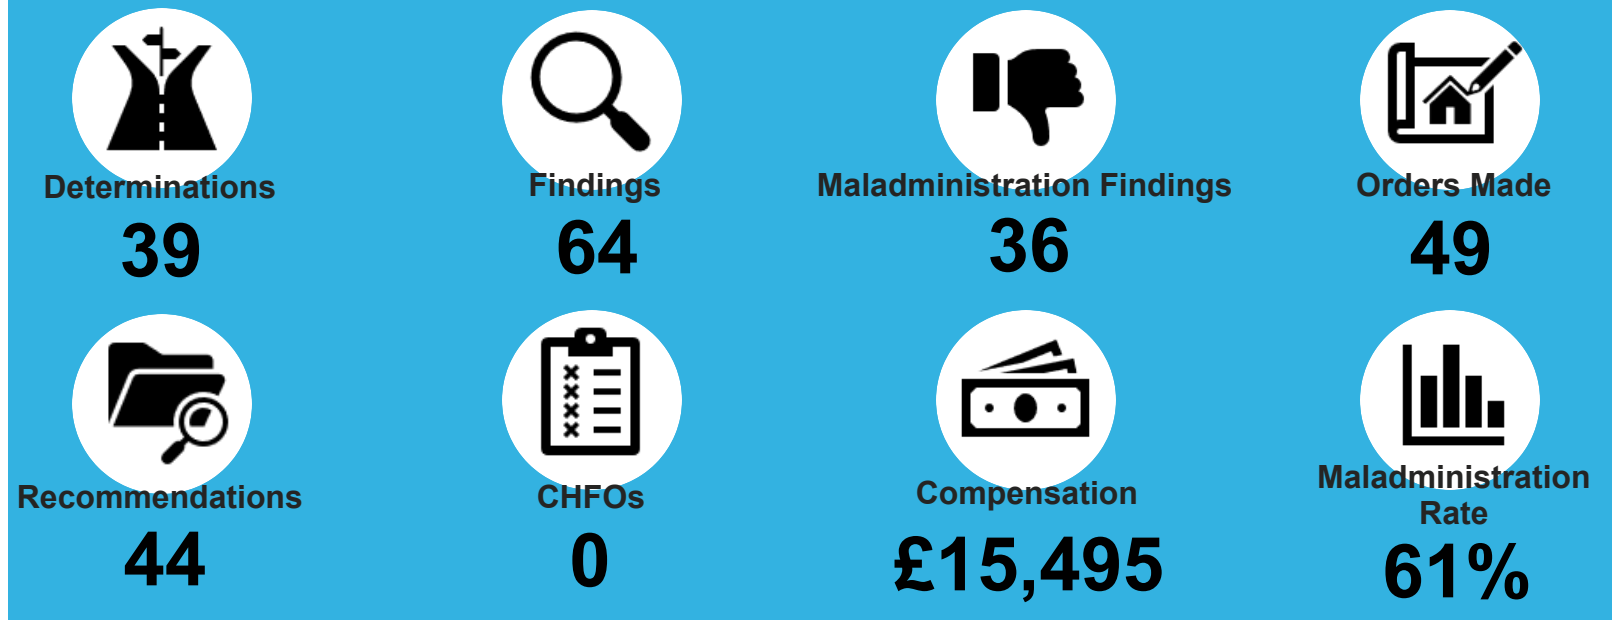 Determinations
39
Findings
64
Maladministration Findings
36
Orders Made
49
Recommendations
44
CHFOs
0
Compensation
£15,495
Maladministration
Rate
61%